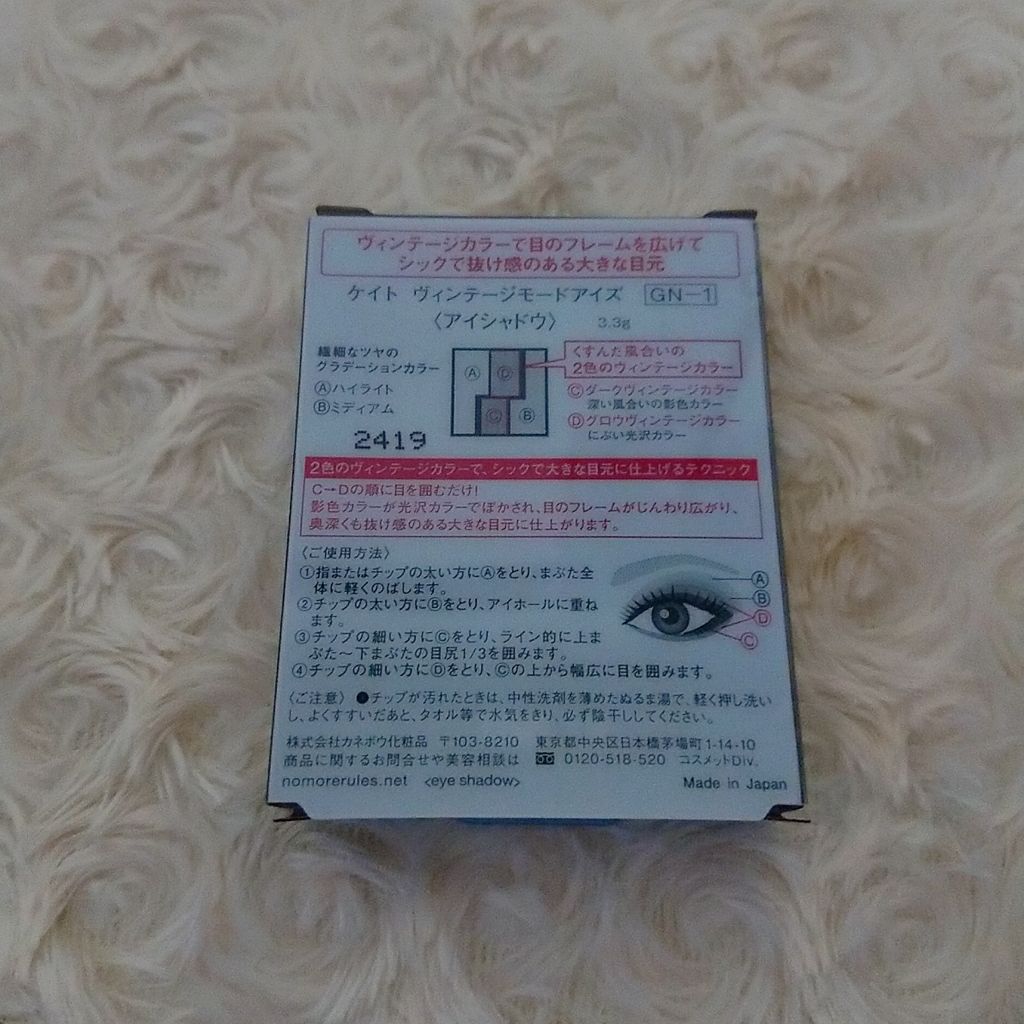 ヴィンテージカラーで目のフレームを広げて
シックで抜け感のある大きな目元
ケイト ヴィンテージモードアイズ GN-1
〈アイシャドウ〉 3.3g
繊細なツヤの
グラデーションカラー
Ⓐハイライト
Ⓑミディアム
2419
A
D
C
B
くすんだ風合いの
2色のヴィンテージカラー
Ⓒダークヴィンテージカラー
深い風合いの影色カラー
Ⓓグロウヴィンテージカラー
にぶい光沢カラー
2色のヴィンテージカラーで、シックで大きな目元に仕上げるテクニック
C→Dの順に目を囲むだけ!
影色カラーが光沢カラーでぼかされ、目のフレームがじんわり広がり、
奥深くも抜け感のある大きな目元に仕上がります。
〈ご使用方法〉
①指またはチップの太い方にⒶをとり、まぶた全
体に軽くのばします。
②チップの太い方にⒷをとり、アイホールに重ね
ます。
③チップの細い方にⒸをとり、ライン的に上ま
ぶた～下まぶたの目尻1/3を囲みます。
④チップの細い方にⒹをとり、Ⓒの上から幅広に目を囲みます。
A
B
D
C
〈ご注意〉 ●チップが汚れたときは、中性洗剤を薄めたぬるま湯で、軽く押し洗い
し、よくすすいだあと、タオル等で水気をきり、必ず陰干ししてください。
株式会社カネボウ化粧品 〒103-8210 東京都中央区日本橋茅場町1-14-10
商品に関するお問合せや美容相談は 0120-518-520 コスメットDiv.
nomorerules.net <eye shadow> Made in Japan